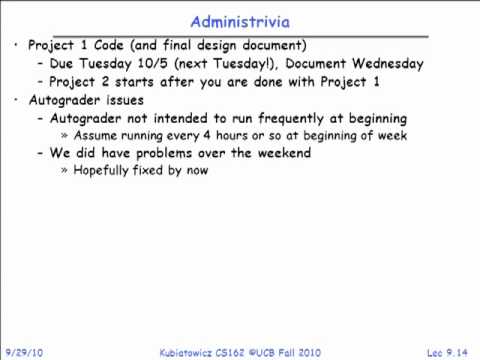 Administrivia
• Project 1 Code (and final design document)
– Due Tuesday 10/5 (next Tuesday!), Document Wednesday
– Project 2 starts after you are done with Project 1
• Autograder issues
– Autograder not intended to run frequently at beginning
» Assume running every 4 hours or so at beginning of week
– We did have problems over the weekend
» Hopefully fixed by now
9/29/10 Kubiatowicz CS162 ©UCB Fall 2010 Lec 9.14